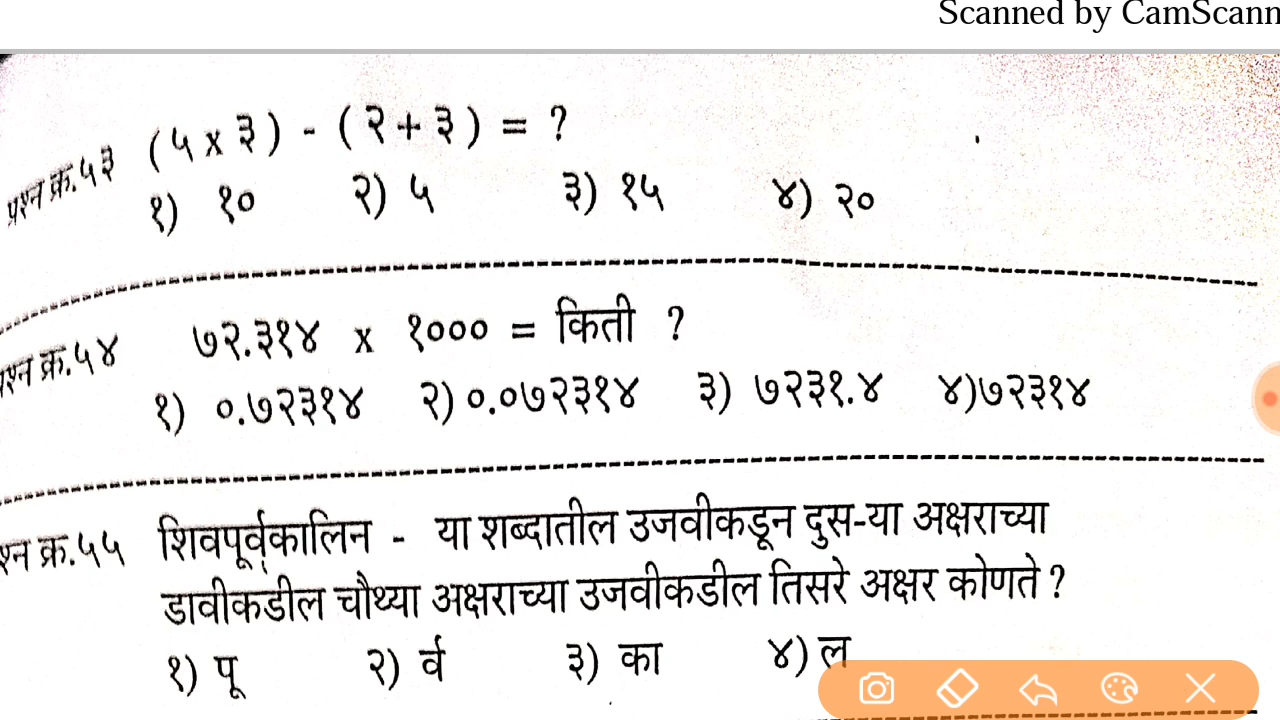 Scanned by CamScann
प्रश्न क्र.५३ (५ x ३) - (२+३) = ?
१) १० २) ५ ३) १५ ४) २०
प्रश्न क्र.५४ ७२.३१४ x १००० = किती ?
१) ०.७२३१४ २) ०.०७२३१४ ३) ७२३१.४ ४)७२३१४
श्न क्र.५५ शिवपूर्वकालिन - या शब्दातील उजवीकडून दुस-या अक्षराच्या
डावीकडील चौथ्या अक्षराच्या उजवीकडील तिसरे अक्षर कोणते ?
१) पू २) र्व ३) का ४) ल